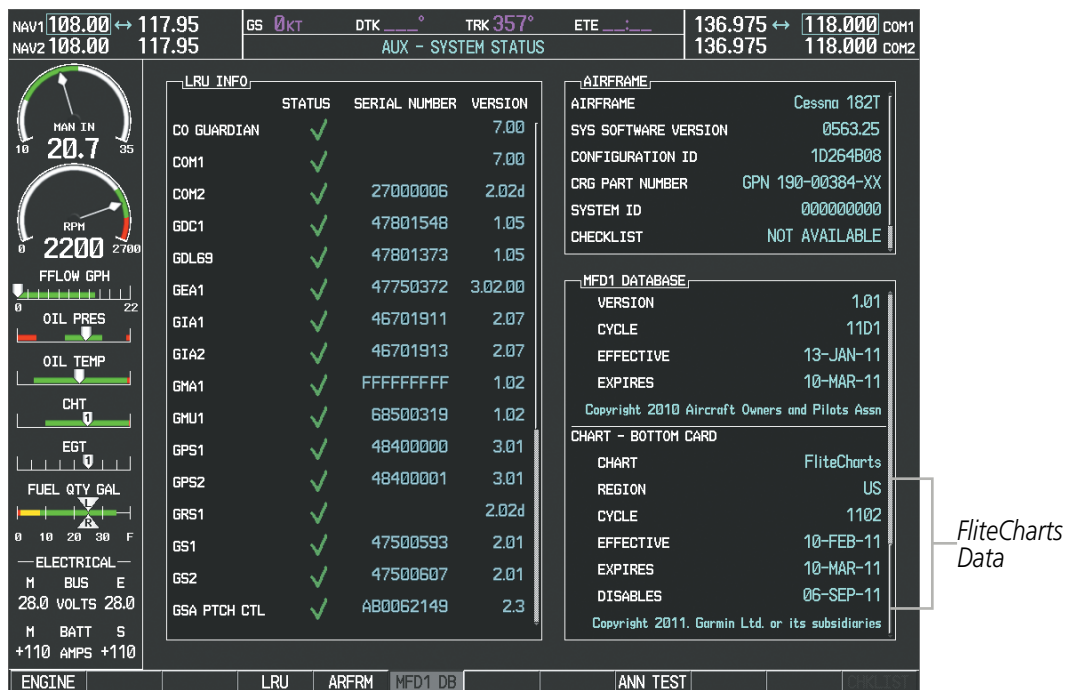 NAV1 108.00 ↔ 117.95 GS 0KT DTK ___° TRK 357° ETE __:__ 136.975 ↔ 118.000 COM1
NAV2 108.00 117.95 AUX - SYSTEM STATUS 136.975 118.000 COM2
MAN IN
20.7
10 35
RPM
2200
0 2700
FFLOW GPH
0 22
OIL PRES
OIL TEMP
CHT
1
EGT
1
FUEL QTY GAL
L
R
0 10 20 30 F
ELECTRICAL
M BUS E
28.0 VOLTS 28.0
M BATT S
+110 AMPS +110
LRU INFO
STATUS SERIAL NUMBER VERSION
CO GUARDIAN ✓ 7.00
COM1 ✓ 7.00
COM2 ✓ 27000006 2.02d
GDC1 ✓ 47801548 1.05
GDL69 ✓ 47801373 1.05
GEA1 ✓ 47750372 3.02.00
GIA1 ✓ 46701911 2.07
GIA2 ✓ 46701913 2.07
GMA1 ✓ FFFFFFFFF 1.02
GMU1 ✓ 68500319 1.02
GPS1 ✓ 48400000 3.01
GPS2 ✓ 48400001 3.01
GRS1 ✓ 2.02d
GS1 ✓ 47500593 2.01
GS2 ✓ 47500607 2.01
GSA PTCH CTL ✓ AB0062149 2.3
AIRFRAME
AIRFRAME Cessna 182T
SYS SOFTWARE VERSION 0563.25
CONFIGURATION ID 1D264B08
CRG PART NUMBER GPN 190-00384-XX
SYSTEM ID 000000000
CHECKLIST NOT AVAILABLE
MFD1 DATABASE
VERSION 1.01
CYCLE 11D1
EFFECTIVE 13-JAN-11
EXPIRES 10-MAR-11
Copyright 2010 Aircraft Owners and Pilots Assn
CHART - BOTTOM CARD
CHART FliteCharts
REGION US
CYCLE 1102
EFFECTIVE 10-FEB-11
EXPIRES 10-MAR-11
DISABLES 06-SEP-11
Copyright 2011. Garmin Ltd. or its subsidiaries
FliteCharts
Data
ENGINE LRU ARFRM MFD1 DB ANN TEST CHKLIST